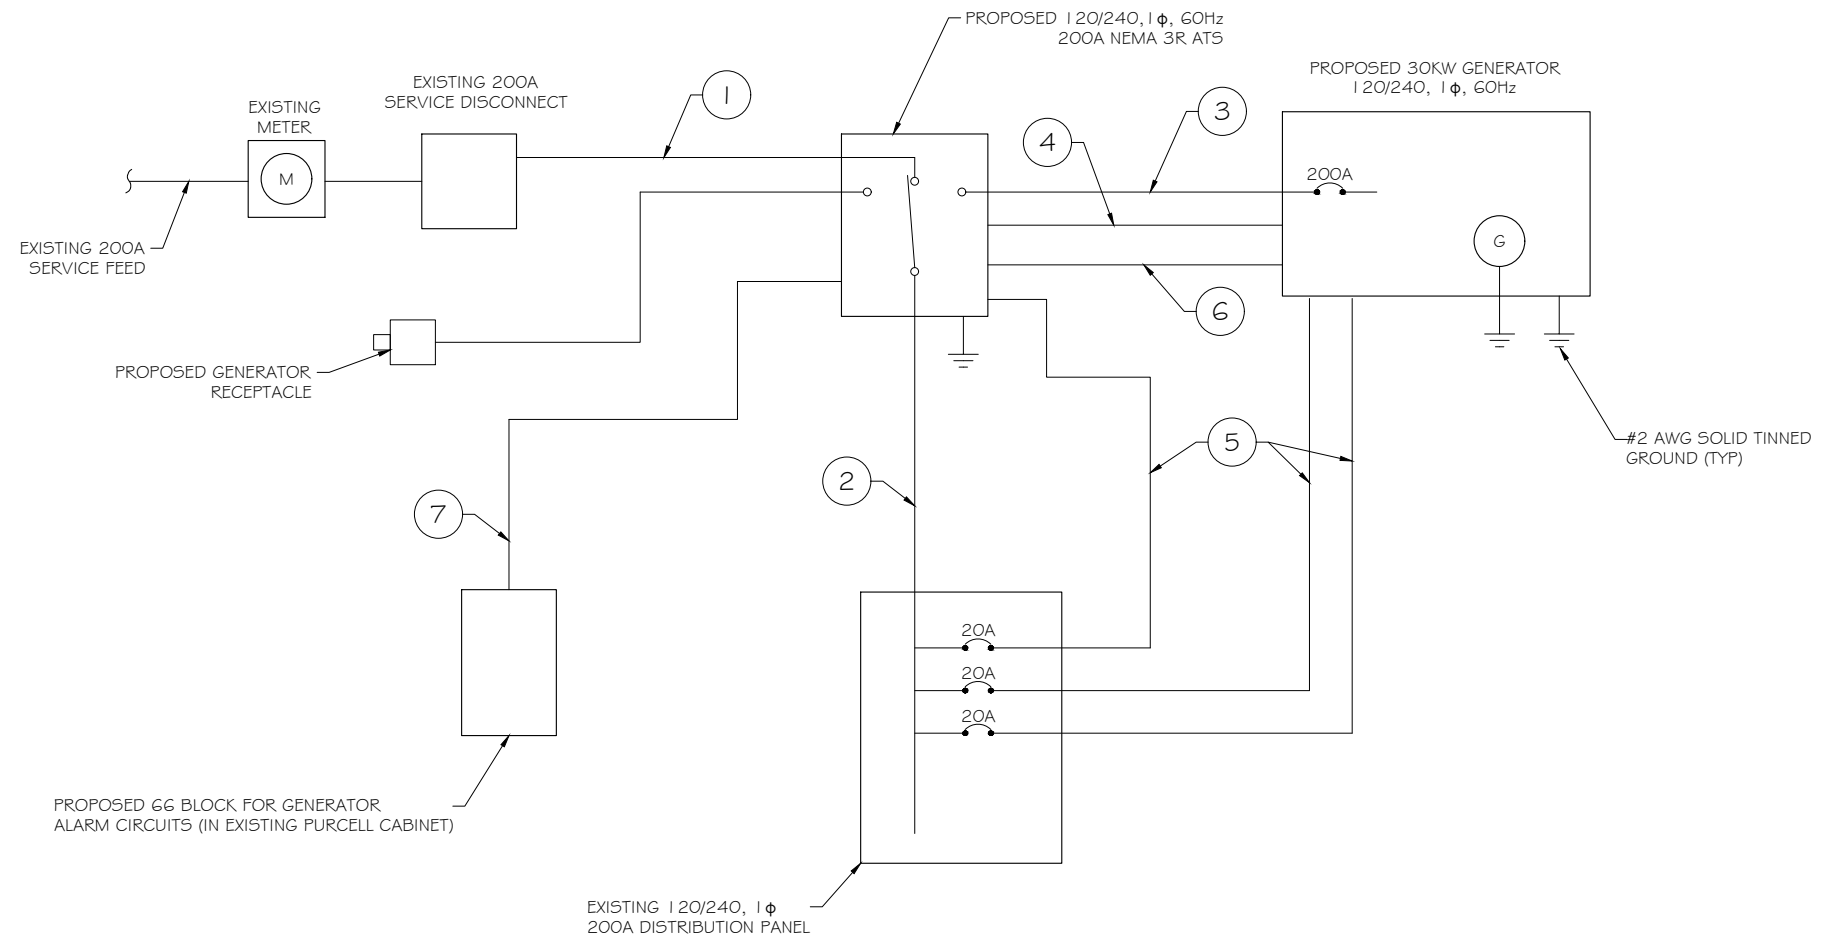 PROPOSED 120/240, 1ϕ, 60Hz
200A NEMA 3R ATS
PROPOSED 30KW GENERATOR
120/240, 1ϕ, 60Hz
EXISTING 200A
SERVICE DISCONNECT
EXISTING
METER
1
3
4
M
200A
G
EXISTING 200A
SERVICE FEED
6
PROPOSED GENERATOR
RECEPTACLE
5
#2 AWG SOLID TINNED
GROUND (TYP)
2
7
20A
20A
20A
PROPOSED 66 BLOCK FOR GENERATOR
ALARM CIRCUITS (IN EXISTING PURCELL CABINET)
EXISTING 120/240, 1ϕ
200A DISTRIBUTION PANEL